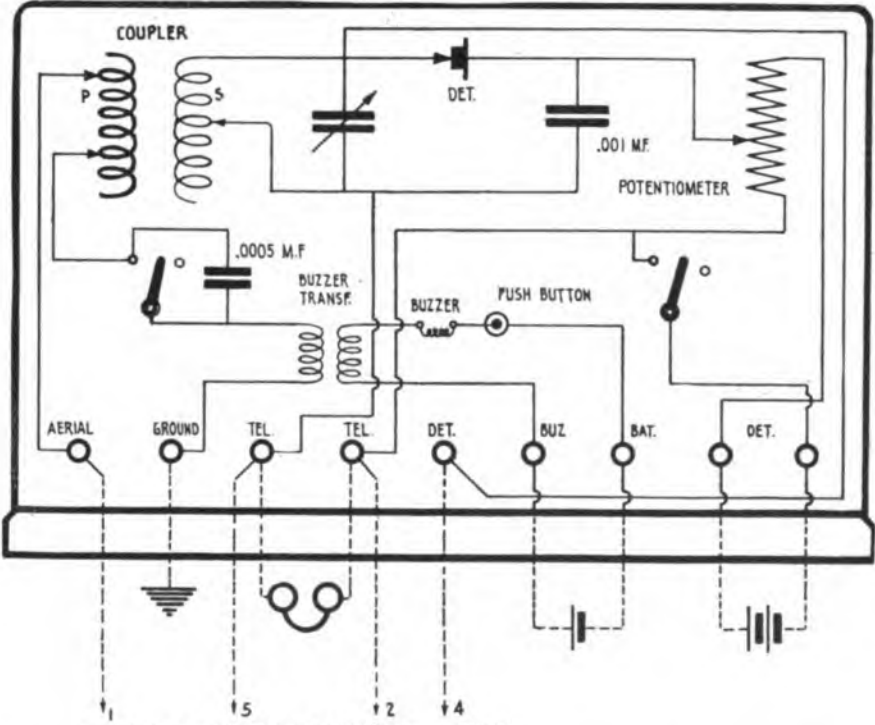 COUPLER
P
S
DET.
.001 M.F.
POTENTIOMETER
.0005 M.F
BUZZER
TRANSF.
BUZZER
PUSH BUTTON
AERIAL
GROUND
TEL.
TEL.
DET.
BUZ
BAT.
DET.
1
5
2
4